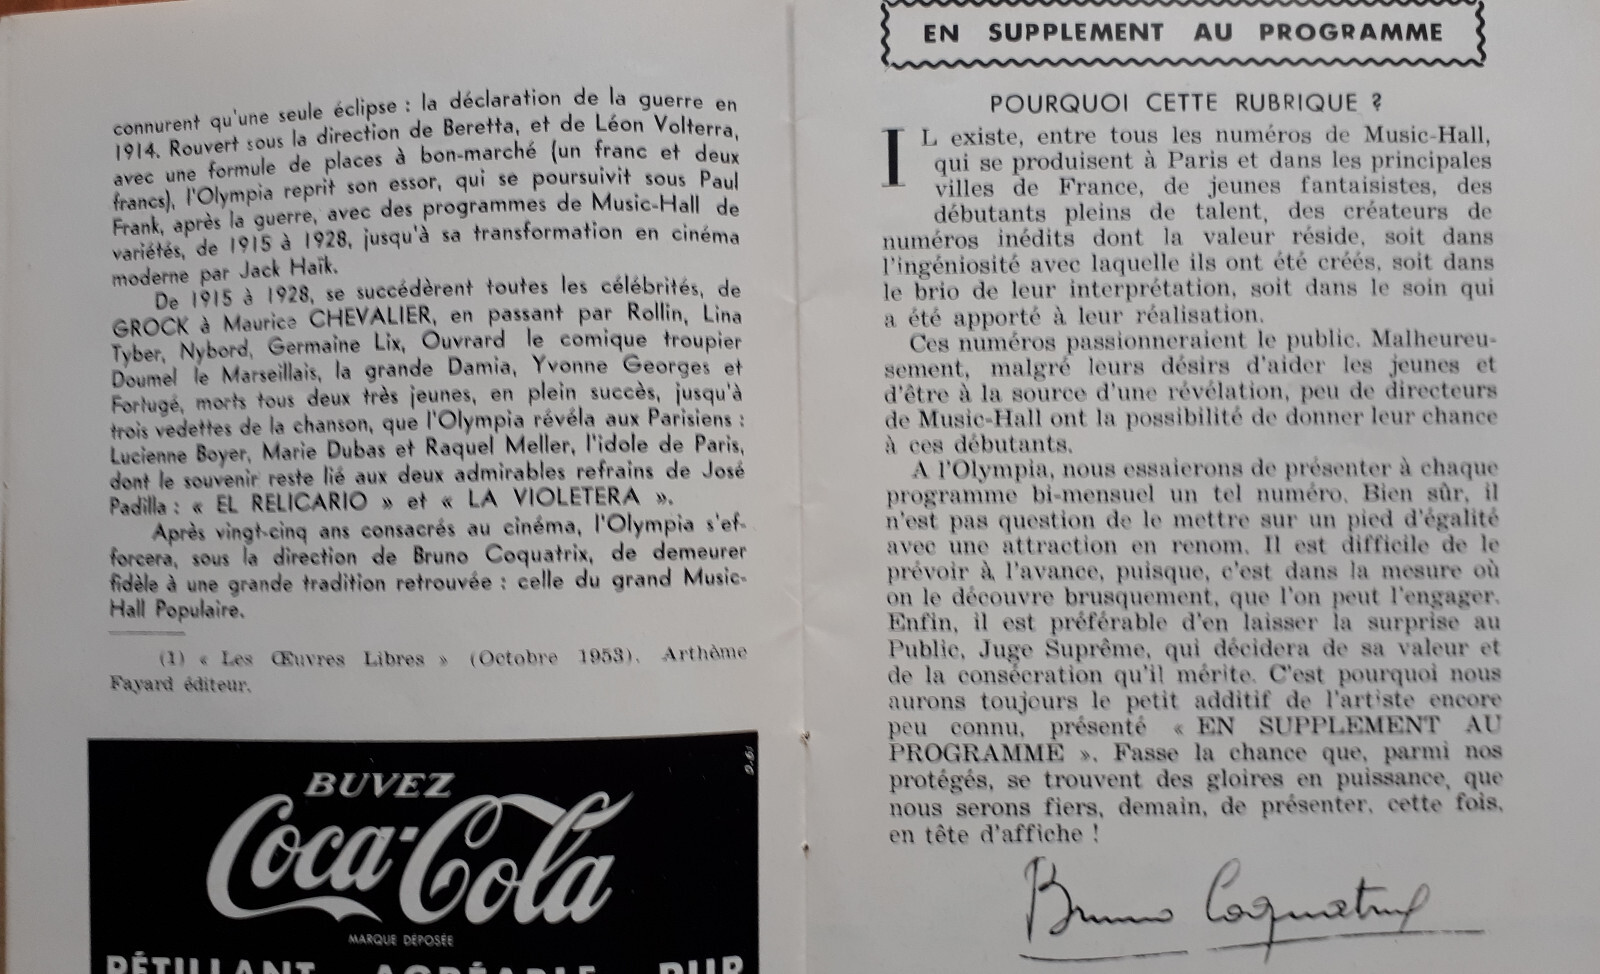 connurent qu'une seule éclipse : la déclaration de la guerre en
1914. Rouvert sous la direction de Beretta, et de Léon Volterra,
avec une formule de places à bon-marché (un franc et deux
francs), l'Olympia reprit son essor, qui se poursuivit sous Paul
Frank, après la guerre, avec des programmes de Music-Hall de
variétés, de 1915 à 1928, jusqu'à sa transformation en cinéma
moderne par Jack Haïk.
De 1915 à 1928, se succédèrent toutes les célébrités, de
GROCK à Maurice CHEVALIER, en passant par Rollin, Lina
Tyber, Nybord, Germaine Lix, Ouvrard le comique troupier
Doumel le Marseillais, la grande Damia, Yvonne Georges et
Fortugé, morts tous deux très jeunes, en plein succès, jusqu'à
trois vedettes de la chanson, que l'Olympia révéla aux Parisiens :
Lucienne Boyer, Marie Dubas et Raquel Meller, l'idole de Paris,
dont le souvenir reste lié aux deux admirables refrains de José
Padilla : « EL RELICARIO » et « LA VIOLETERA ».
Après vingt-cinq ans consacrés au cinéma, l'Olympia s'ef-
forcera, sous la direction de Bruno Coquatrix, de demeurer
fidèle à une grande tradition retrouvée : celle du grand Music-
Hall Populaire.
(1) « Les Œuvres Libres » (Octobre 1953). Arthème
Fayard éditeur.
BUVEZ
Coca-Cola
MARQUE DÉPOSÉE
PÉTILLANT AGRÉABLE PUR
EN SUPPLEMENT AU PROGRAMME
POURQUOI CETTE RUBRIQUE ?
IL existe, entre tous les numéros de Music-Hall,
qui se produisent à Paris et dans les principales
villes de France, de jeunes fantaisistes, des
débutants pleins de talent, des créateurs de
numéros inédits dont la valeur réside, soit dans
l'ingéniosité avec laquelle ils ont été créés, soit dans
le brio de leur interprétation, soit dans le soin qui
a été apporté à leur réalisation.
Ces numéros passionneraient le public. Malheureu-
sement, malgré leurs désirs d'aider les jeunes et
d'être à la source d'une révélation, peu de directeurs
de Music-Hall ont la possibilité de donner leur chance
à ces débutants.
A l'Olympia, nous essaierons de présenter à chaque
programme bi-mensuel un tel numéro. Bien sûr, il
n'est pas question de le mettre sur un pied d'égalité
avec une attraction en renom. Il est difficile de le
prévoir à l'avance, puisque, c'est dans la mesure où
on le découvre brusquement, que l'on peut l'engager.
Enfin, il est préférable d'en laisser la surprise au
Public, Juge Suprême, qui décidera de sa valeur et
de la consécration qu'il mérite. C'est pourquoi nous
aurons toujours le petit additif de l'artiste encore
peu connu, présenté « EN SUPPLEMENT AU
PROGRAMME ». Fasse la chance que, parmi nos
protégés, se trouvent des gloires en puissance, que
nous serons fiers, demain, de présenter, cette fois,
en tête d'affiche !
Bruno Coquatrix